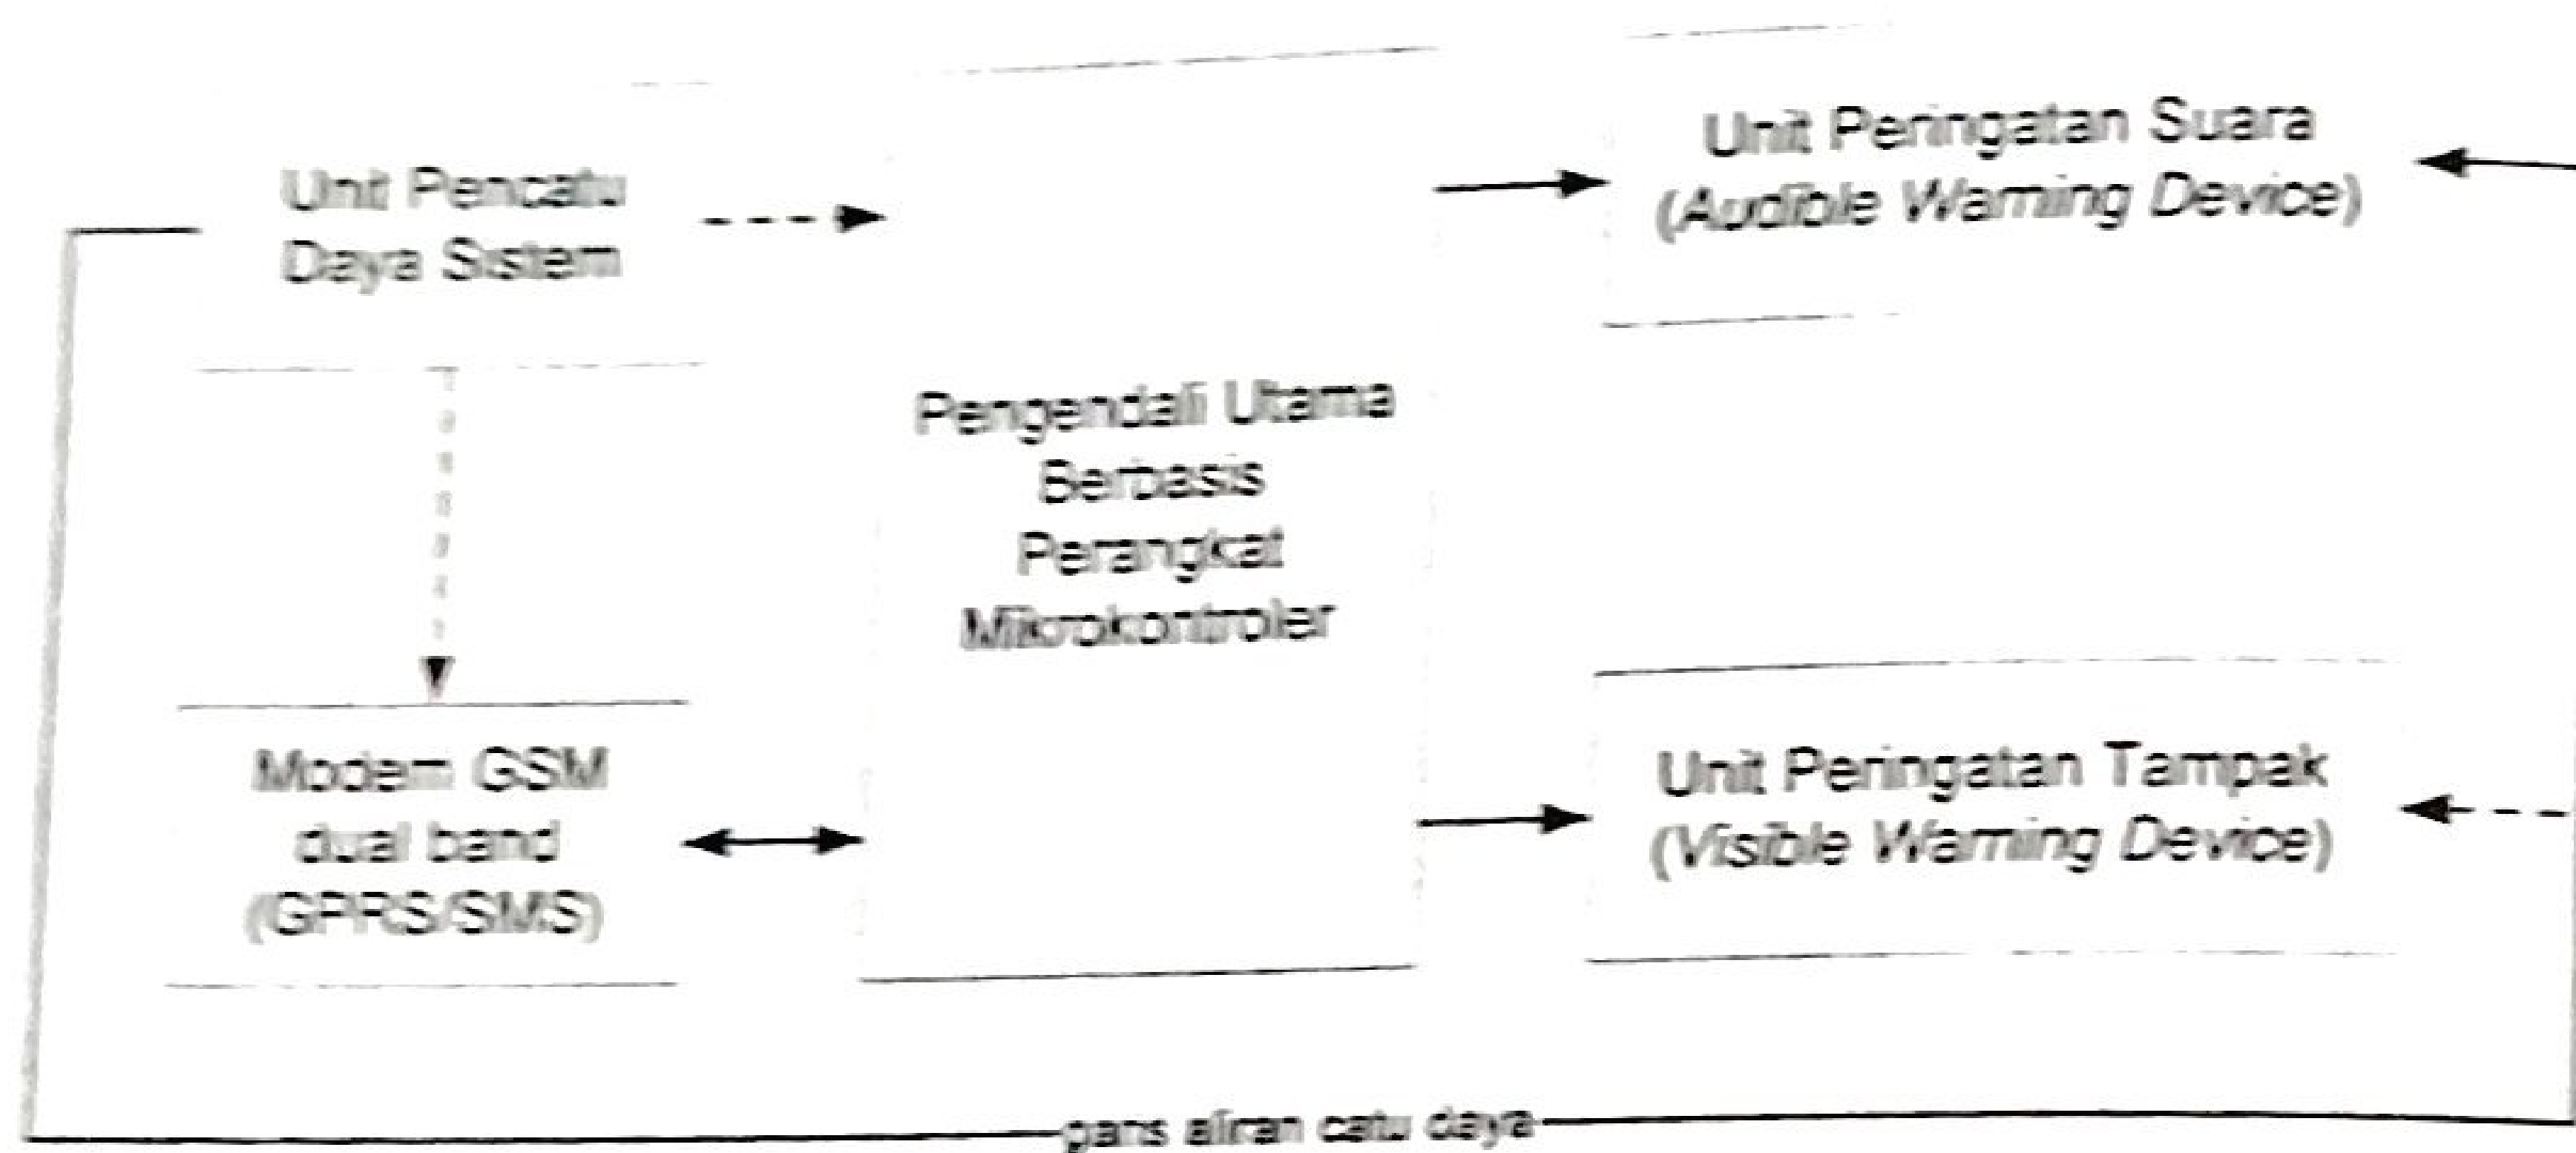 Unit Pencatu
Daya Sistem
Unit Peringatan Suara
(Audible Warning Device)
Pengendali Utama
Berbasis
Perangkat
Mikrokontroler
Modem GSM
dual band
(GPRS/SMS)
Unit Peringatan Tampak
(Visible Warning Device)
garis aliran catu daya